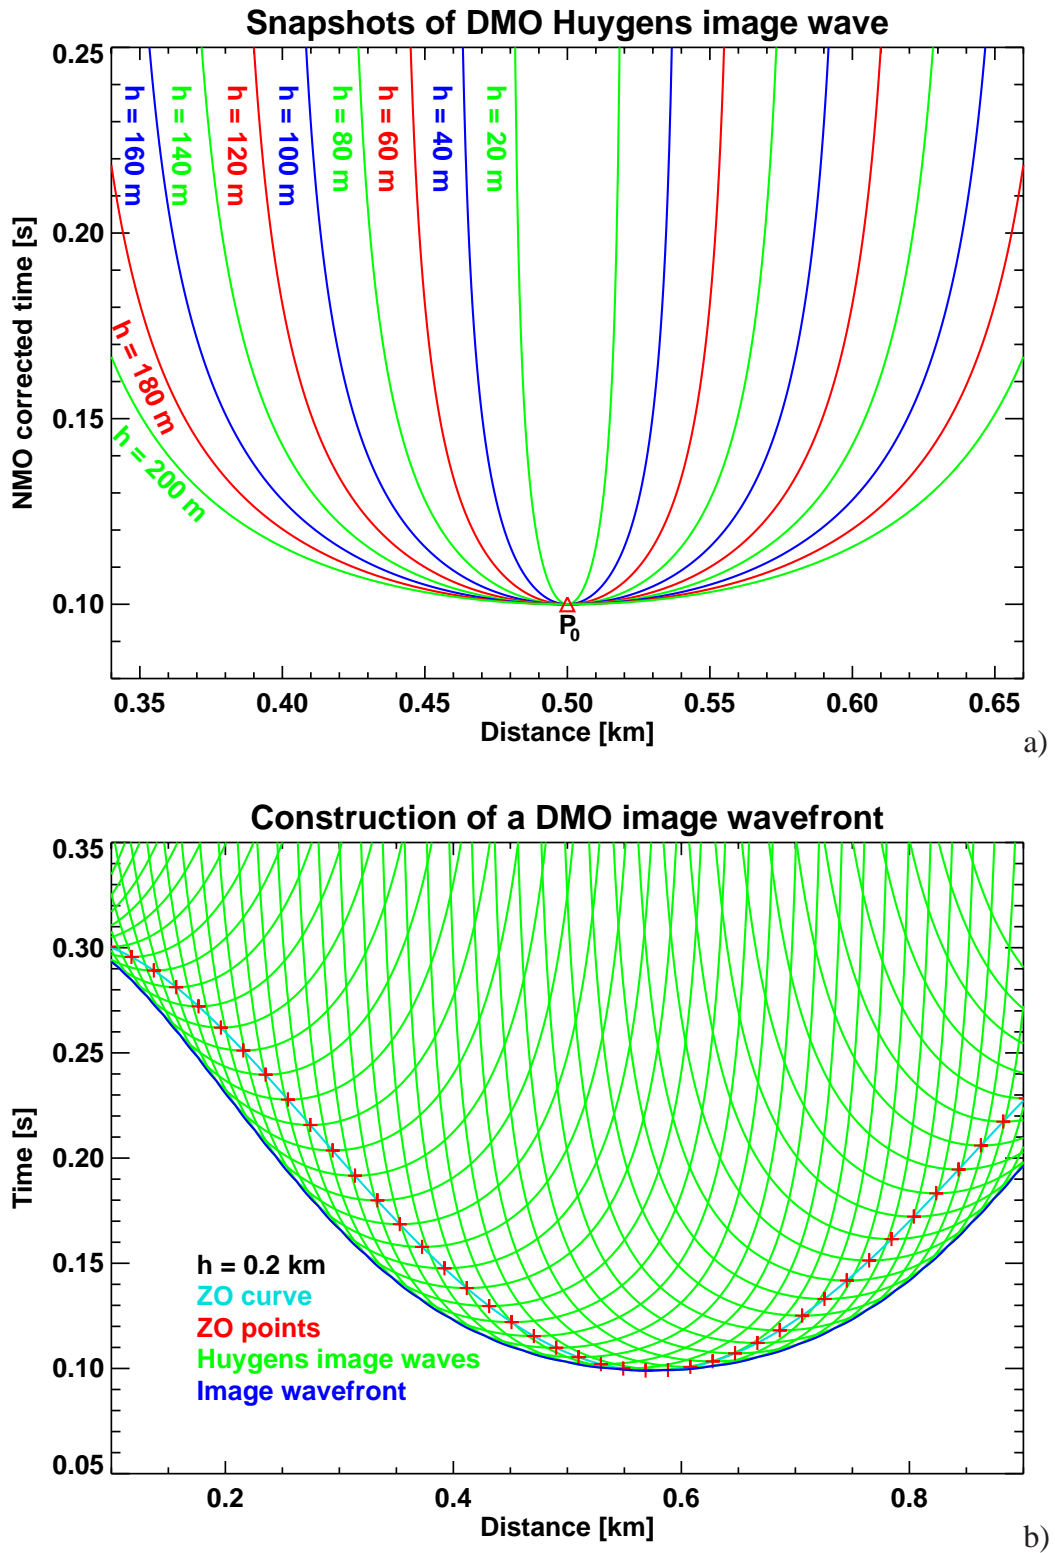 Snapshots of DMO Huygens image wave
0.25
0.20
0.15
0.10
NMO corrected time [s]
h = 160 m
h = 140 m
h = 120 m
h = 100 m
h = 80 m
h = 60 m
h = 40 m
h = 20 m
h = 180 m
h = 200 m
P0
0.35 0.40 0.45 0.50 0.55 0.60 0.65
Distance [km]
a)
Construction of a DMO image wavefront
0.35
0.30
0.25
0.20
0.15
0.10
0.05
Time [s]
h = 0.2 km
ZO curve
ZO points
Huygens image waves
Image wavefront
0.2 0.4 0.6 0.8
Distance [km]
b)